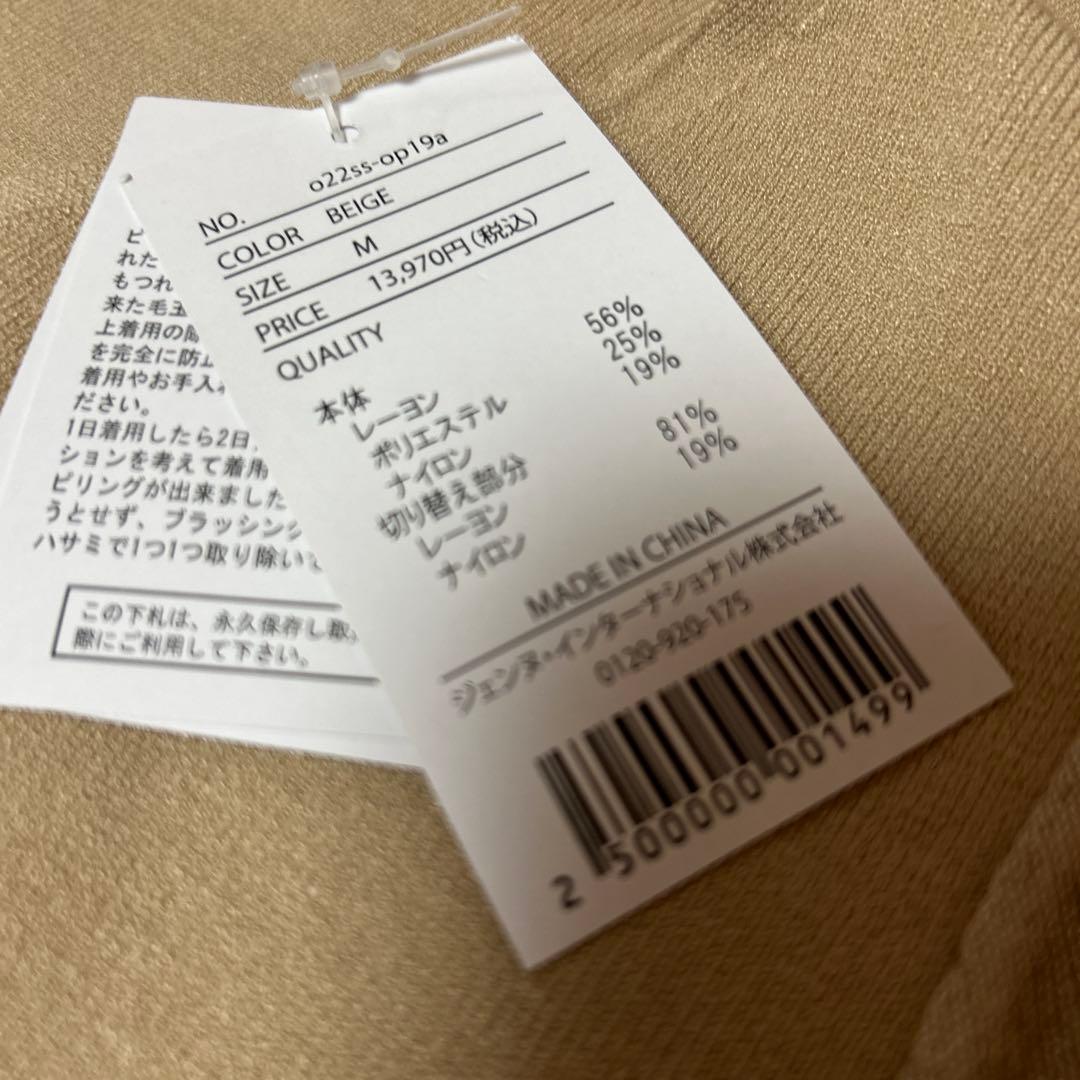 NO. o22ss-op19a
COLOR BEIGE
SIZE M
PRICE 13,970円(税込)
QUALITY
本体
レーヨン 56%
ポリエステル 25%
ナイロン 19%
切り替え部分
レーヨン 81%
ナイロン 19%
MADE IN CHINA
ジェンヌ・インターナショナル株式会社
0120-920-175
2 500000 001499
ピ
れた
もつれ
来た毛玉
上着用の際
を完全に防止
着用やお手入れ
ださい。
1日着用したら2日
ションを考えて着用
ピリングが出来ました
うとせず、ブラッシング
ハサミで1つ1つ取り除いて
この下札は、永久保存し取
際にご利用して下さい。